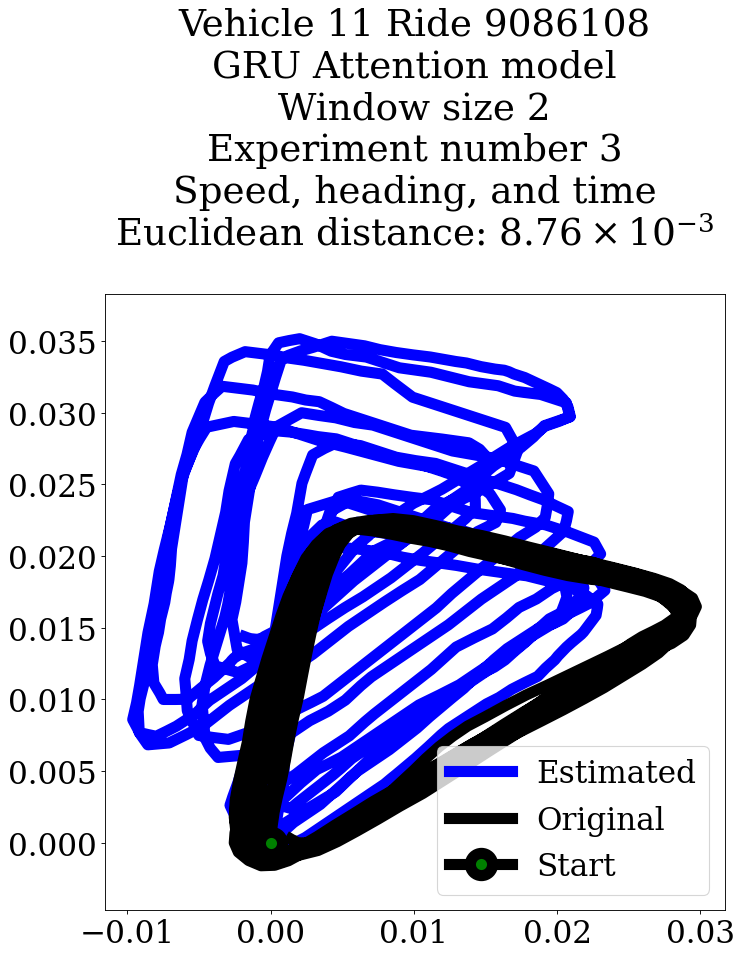 Vehicle 11 Ride 9086108
GRU Attention model
Window size 2
Experiment number 3
Speed, heading, and time
Euclidean distance: 8.76 × 10⁻³
0.035
0.030
0.025
0.020
0.015
0.010
0.005
0.000
Estimated
Original
Start
−0.01 0.00 0.01 0.02 0.03